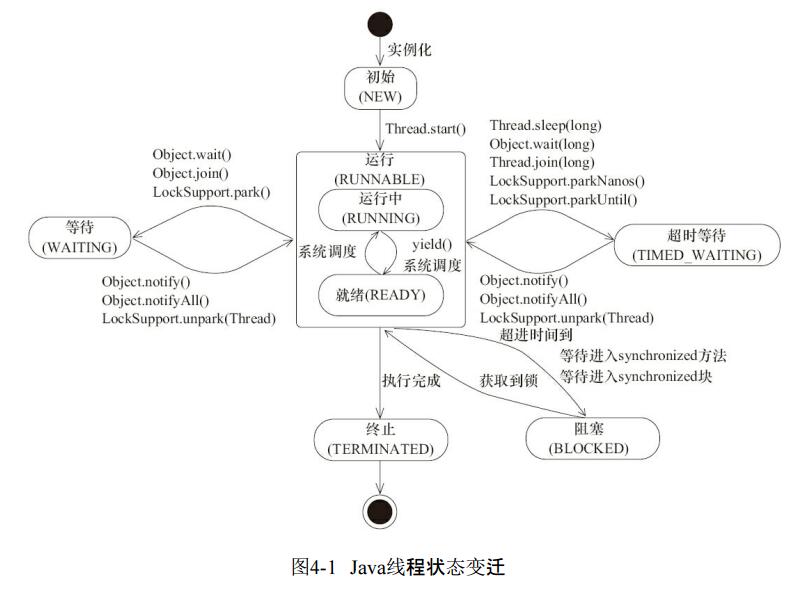 实例化
初始
(NEW)
Thread.start()
Object.wait()
Object.join()
LockSupport.park()
运行
(RUNNABLE)
运行中
(RUNNING)
系统调度
yield()
系统调度
就绪(READY)
等待
(WAITING)
Object.notify()
Object.notifyAll()
LockSupport.unpark(Thread)
Thread.sleep(long)
Object.wait(long)
Thread.join(long)
LockSupport.parkNanos()
LockSupport.parkUntil()
超时等待
(TIMED_WAITING)
Object.notify()
Object.notifyAll()
LockSupport.unpark(Thread)
超进时间到
等待进入synchronized方法
等待进入synchronized块
执行完成
获取到锁
终止
(TERMINATED)
阻塞
(BLOCKED)
图4-1 Java线程状态变迁